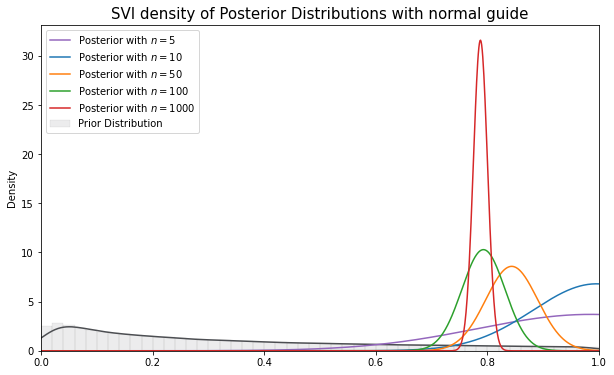 SVI density of Posterior Distributions with normal guide
Posterior with n = 5
Posterior with n = 10
Posterior with n = 50
Posterior with n = 100
Posterior with n = 1000
Prior Distribution
Density
30
25
20
15
10
5
0
0.0 0.2 0.4 0.6 0.8 1.0